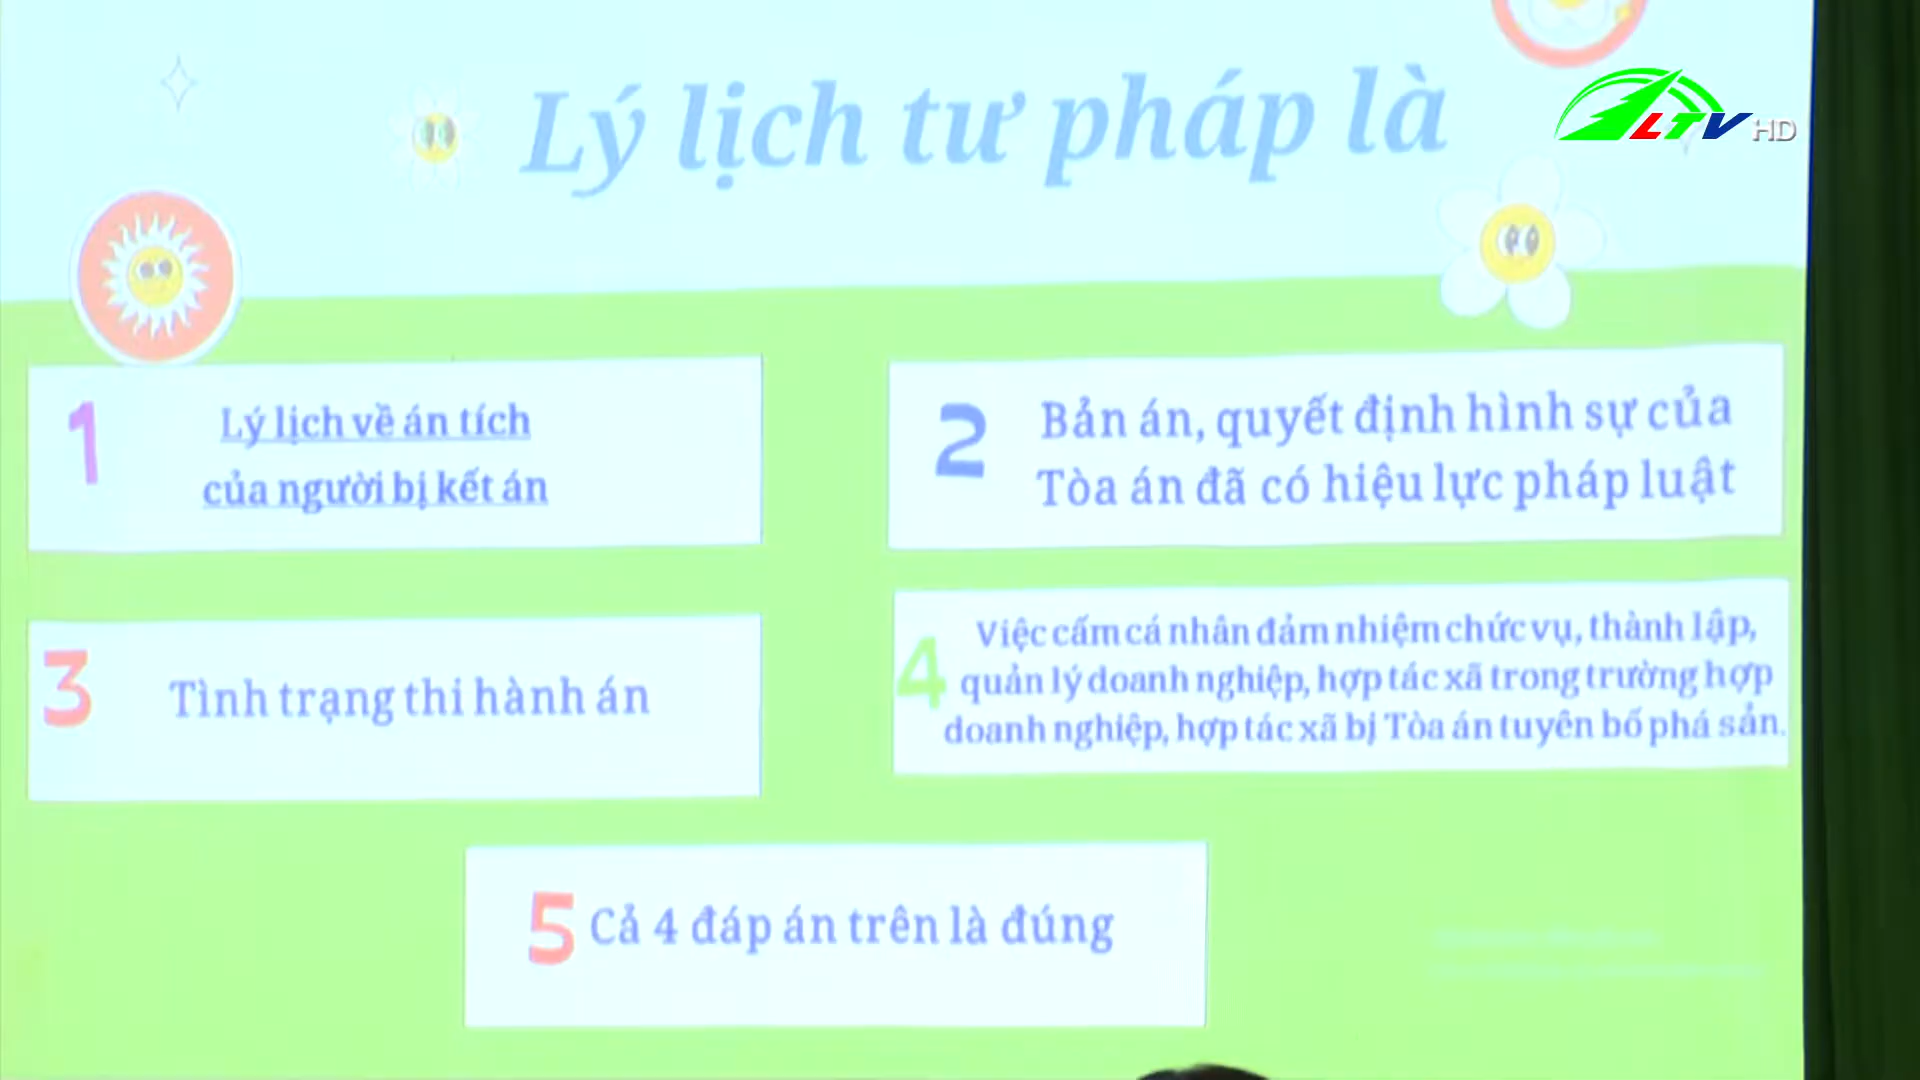 Lý lịch tư pháp là
LTV HD
1
Lý lịch về án tích
của người bị kết án
2
Bản án, quyết định hình sự của
Tòa án đã có hiệu lực pháp luật
3
Tình trạng thi hành án
4
Việc cấm cá nhân đảm nhiệm chức vụ, thành lập,
quản lý doanh nghiệp, hợp tác xã trong trường hợp
doanh nghiệp, hợp tác xã bị Tòa án tuyên bố phá sản.
5
Cả 4 đáp án trên là đúng